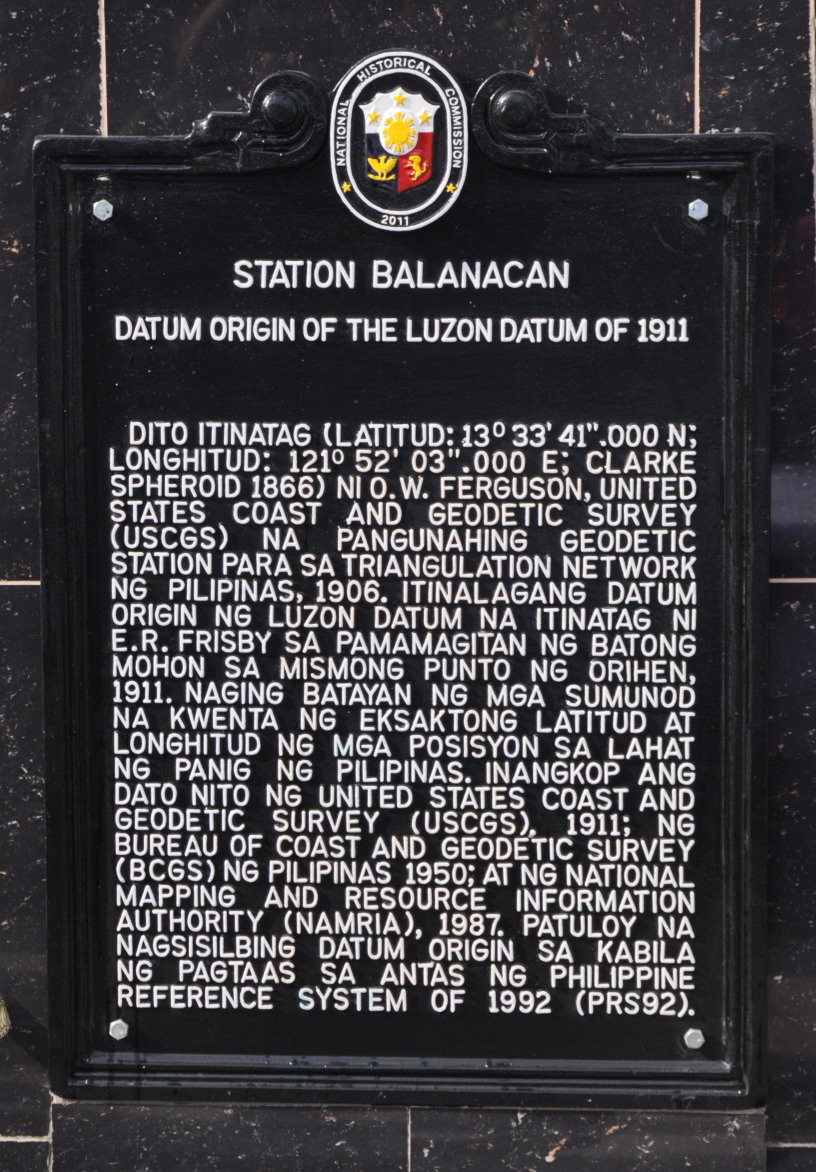 NATIONAL HISTORICAL COMMISSION
2011
STATION BALANACAN
DATUM ORIGIN OF THE LUZON DATUM OF 1911
DITO ITINATAG (LATITUD: 13° 33' 41".000 N;
LONGHITUD: 121° 52' 03".000 E; CLARKE
SPHEROID 1866) NI O.W. FERGUSON, UNITED
STATES COAST AND GEODETIC SURVEY
(USCGS) NA PANGUNAHING GEODETIC
STATION PARA SA TRIANGULATION NETWORK
NG PILIPINAS, 1906. ITINALAGANG DATUM
ORIGIN NG LUZON DATUM NA ITINATAG NI
E.R. FRISBY SA PAMAMAGITAN NG BATONG
MOHON SA MISMONG PUNTO NG ORIHEN,
1911. NAGING BATAYAN NG MGA SUMUNOD
NA KWENTA NG EKSAKTONG LATITUD AT
LONGHITUD NG MGA POSISYON SA LAHAT
NG PANIG NG PILIPINAS. INANGKOP ANG
DATO NITO NG UNITED STATES COAST AND
GEODETIC SURVEY (USCGS), 1911; NG
BUREAU OF COAST AND GEODETIC SURVEY
(BCGS) NG PILIPINAS 1950; AT NG NATIONAL
MAPPING AND RESOURCE INFORMATION
AUTHORITY (NAMRIA), 1987. PATULOY NA
NAGSISILBING DATUM ORIGIN SA KABILA
NG PAGTAAS SA ANTAS NG PHILIPPINE
REFERENCE SYSTEM OF 1992 (PRS92).